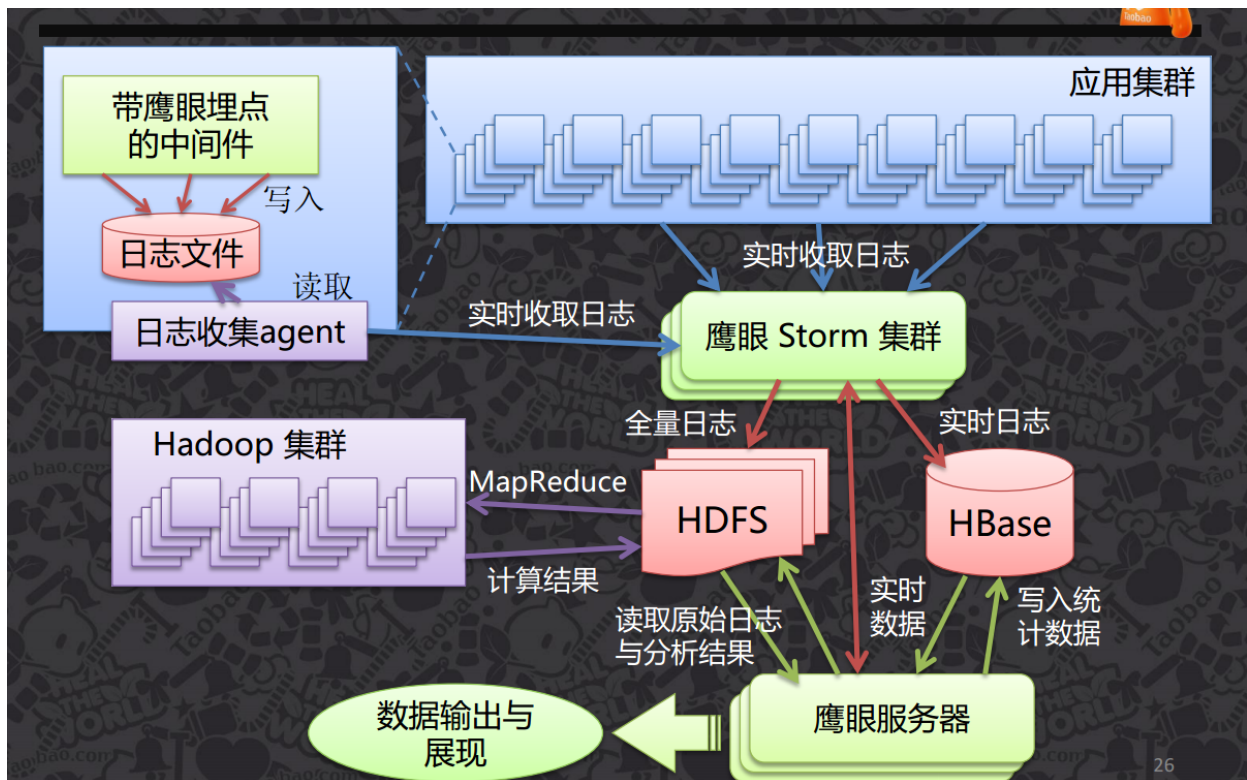 Taobao
带鹰眼埋点
的中间件
写入
日志文件
读取
日志收集agent
应用集群
实时收取日志
实时收取日志
鹰眼 Storm 集群
全量日志
实时日志
Hadoop 集群
MapReduce
计算结果
HDFS
HBase
读取原始日志
与分析结果
实时
数据
写入统
计数据
数据输出与
展现
鹰眼服务器
26